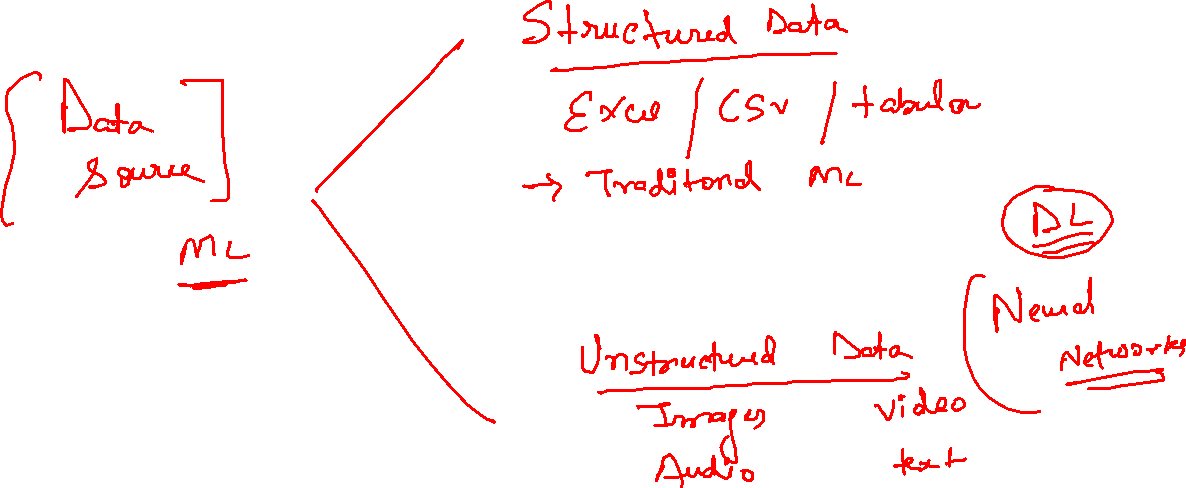 Structured Data
Data
Source
Excel / CSV / tabular
→ Traditional ML
ML
DL
Neural
Networks
Unstructured Data
Images
Video
Audio
text